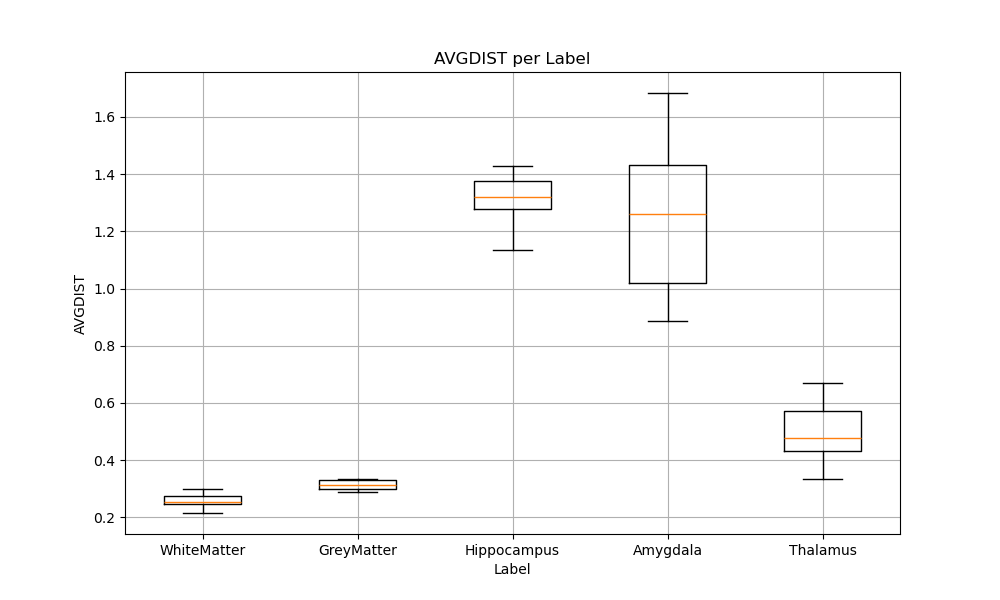 AVGDIST per Label
AVGDIST
1.6
1.4
1.2
1.0
0.8
0.6
0.4
0.2
WhiteMatter GreyMatter Hippocampus Amygdala Thalamus
Label